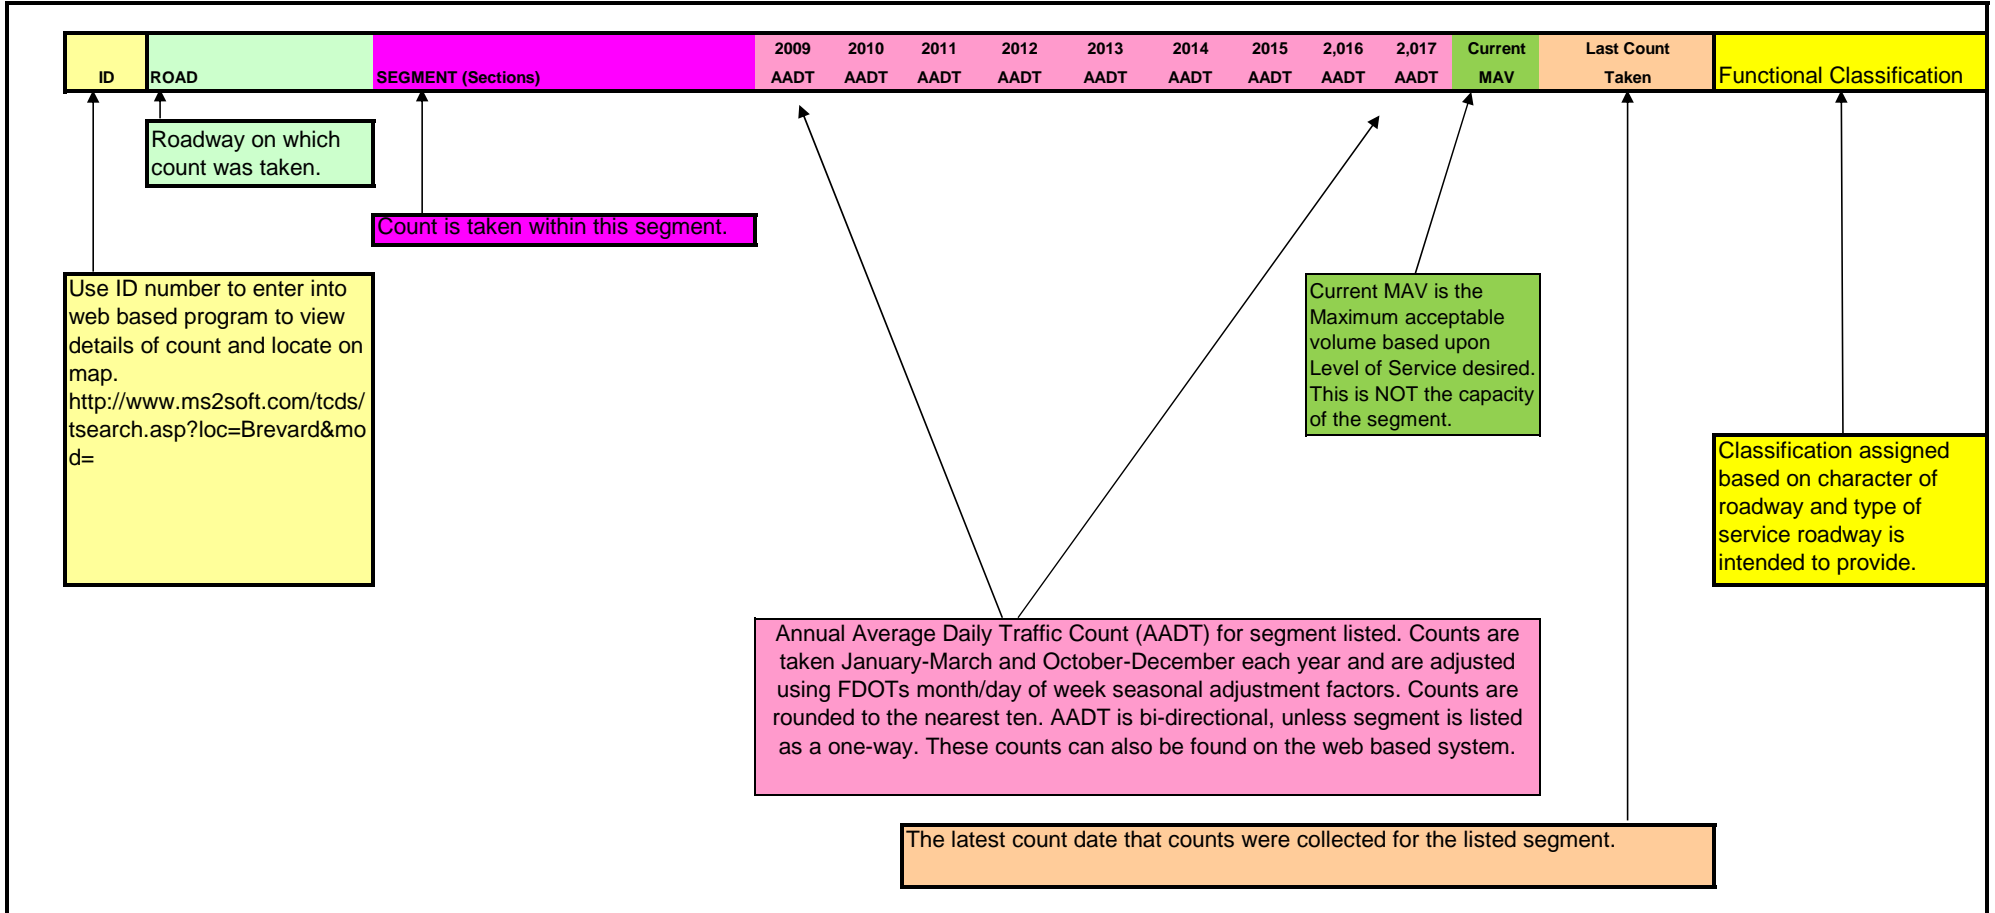 2009 2010 2011 2012 2013 2014 2015 2,016 2,017 Current Last Count
ID ROAD SEGMENT (Sections) AADT AADT AADT AADT AADT AADT AADT AADT AADT MAV Taken Functional Classification
Roadway on which
count was taken.
Count is taken within this segment.
Use ID number to enter into
web based program to view
details of count and locate on
map.
http://www.ms2soft.com/tcds/
tsearch.asp?loc=Brevard&mo
d=
Current MAV is the
Maximum acceptable
volume based upon
Level of Service desired.
This is NOT the capacity
of the segment.
Classification assigned
based on character of
roadway and type of
service roadway is
intended to provide.
Annual Average Daily Traffic Count (AADT) for segment listed. Counts are
taken January-March and October-December each year and are adjusted
using FDOTs month/day of week seasonal adjustment factors. Counts are
rounded to the nearest ten. AADT is bi-directional, unless segment is listed
as a one-way. These counts can also be found on the web based system.
The latest count date that counts were collected for the listed segment.